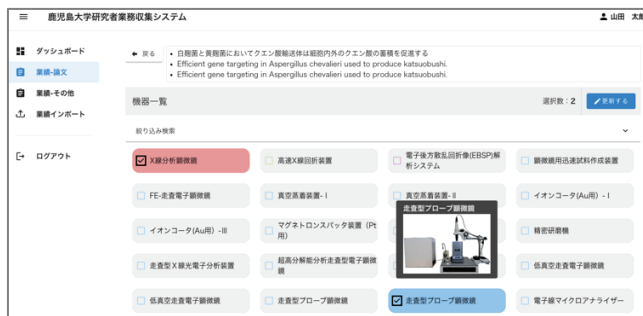 鹿児島大学研究者業務収集システム
山田 太
ダッシュボード
業績-論文
業績-その他
業績インポート
ログアウト
戻る
• 白麹菌と黄麹菌においてクエン酸輸送体は細胞内外のクエン酸の蓄積を促進する
• Efficient gene targeting in Aspergillus chevalieri used to produce katsuobushi.
• Efficient gene targeting in Aspergillus chevalieri used to produce katsuobushi.
機器一覧
選択数：2
更新する
絞り込み検索
X線分析顕微鏡
高速X線回折装置
電子後方散乱回折像(EBSP)解
析システム
顕微鏡用迅速試料作成装置
FE-走査電子顕微鏡
真空蒸着装置- I
真空蒸着装置- II
イオンコータ(Au用) - I
イオンコータ(Au用) -III
マグネトロンスパッタ装置（Pt
用）
走査型プローブ顕微鏡
精密研磨機
走査型X線光電子分析装置
超高分解能分析走査型電子顕微
鏡
低真空走査電子顕微鏡
低真空走査電子顕微鏡
走査型プローブ顕微鏡
走査型プローブ顕微鏡
電子線マイクロアナライザー